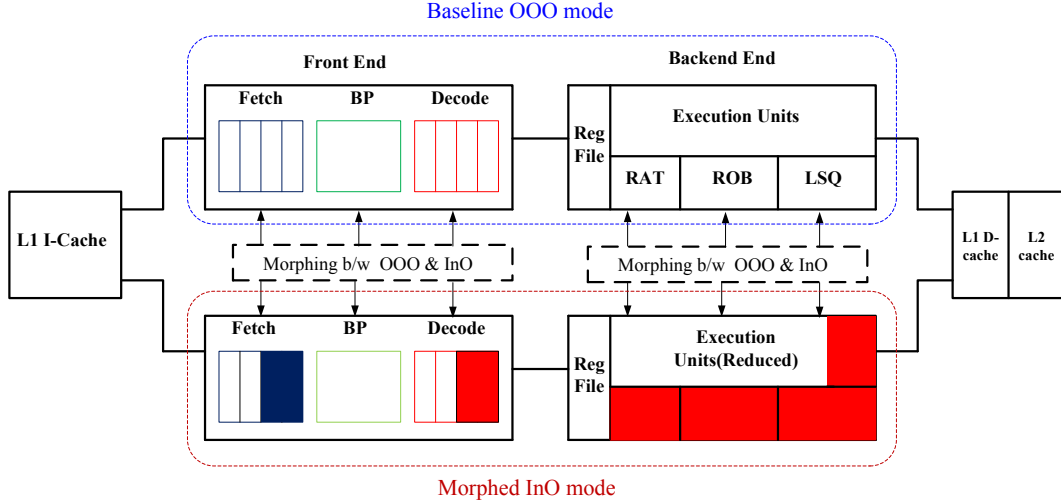 Baseline OOO mode
Front End
Backend End
Fetch
BP
Decode
Reg
File
Execution Units
RAT
ROB
LSQ
L1 I-Cache
L1 D-
cache
L2
cache
Morphing b/w OOO & InO
Morphing b/w OOO & InO
Fetch
BP
Decode
Reg
File
Execution
Units(Reduced)
Morphed InO mode